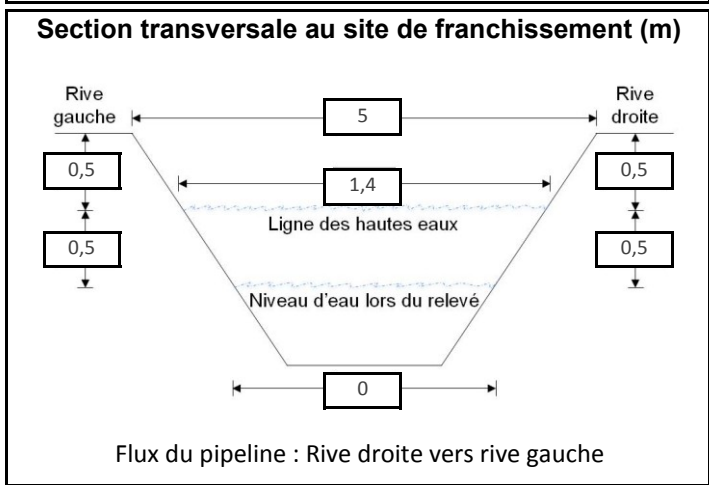 Section transversale au site de franchissement (m)
Rive
gauche
Rive
droite
5
0,5
0,5
1,4
Ligne des hautes eaux
0,5
0,5
Niveau d'eau lors du relevé
0
Flux du pipeline : Rive droite vers rive gauche